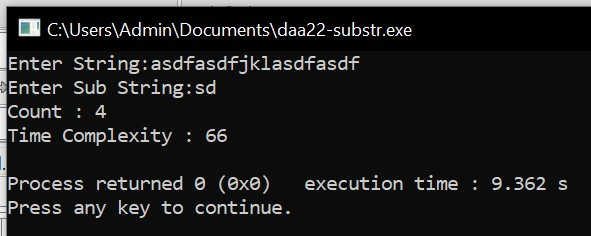 C:\Users\Admin\Documents\daa22-substr.exe
Enter String:asdfasdfjklasdfasdf
Enter Sub String:sd
Count : 4
Time Complexity : 66
Process returned 0 (0x0)   execution time : 9.362 s
Press any key to continue.